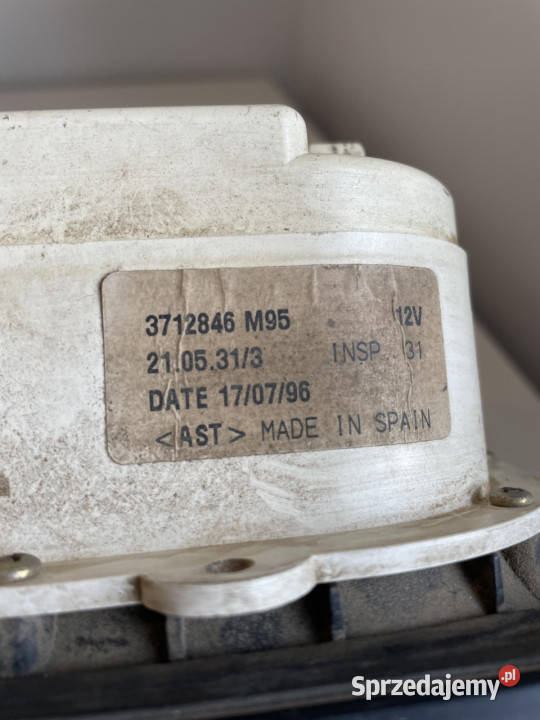 3712846 M95 12V
21.05.31/3 INSP. 31
DATE 17/07/96
<AST> MADE IN SPAIN
Sprzedajemy.pl